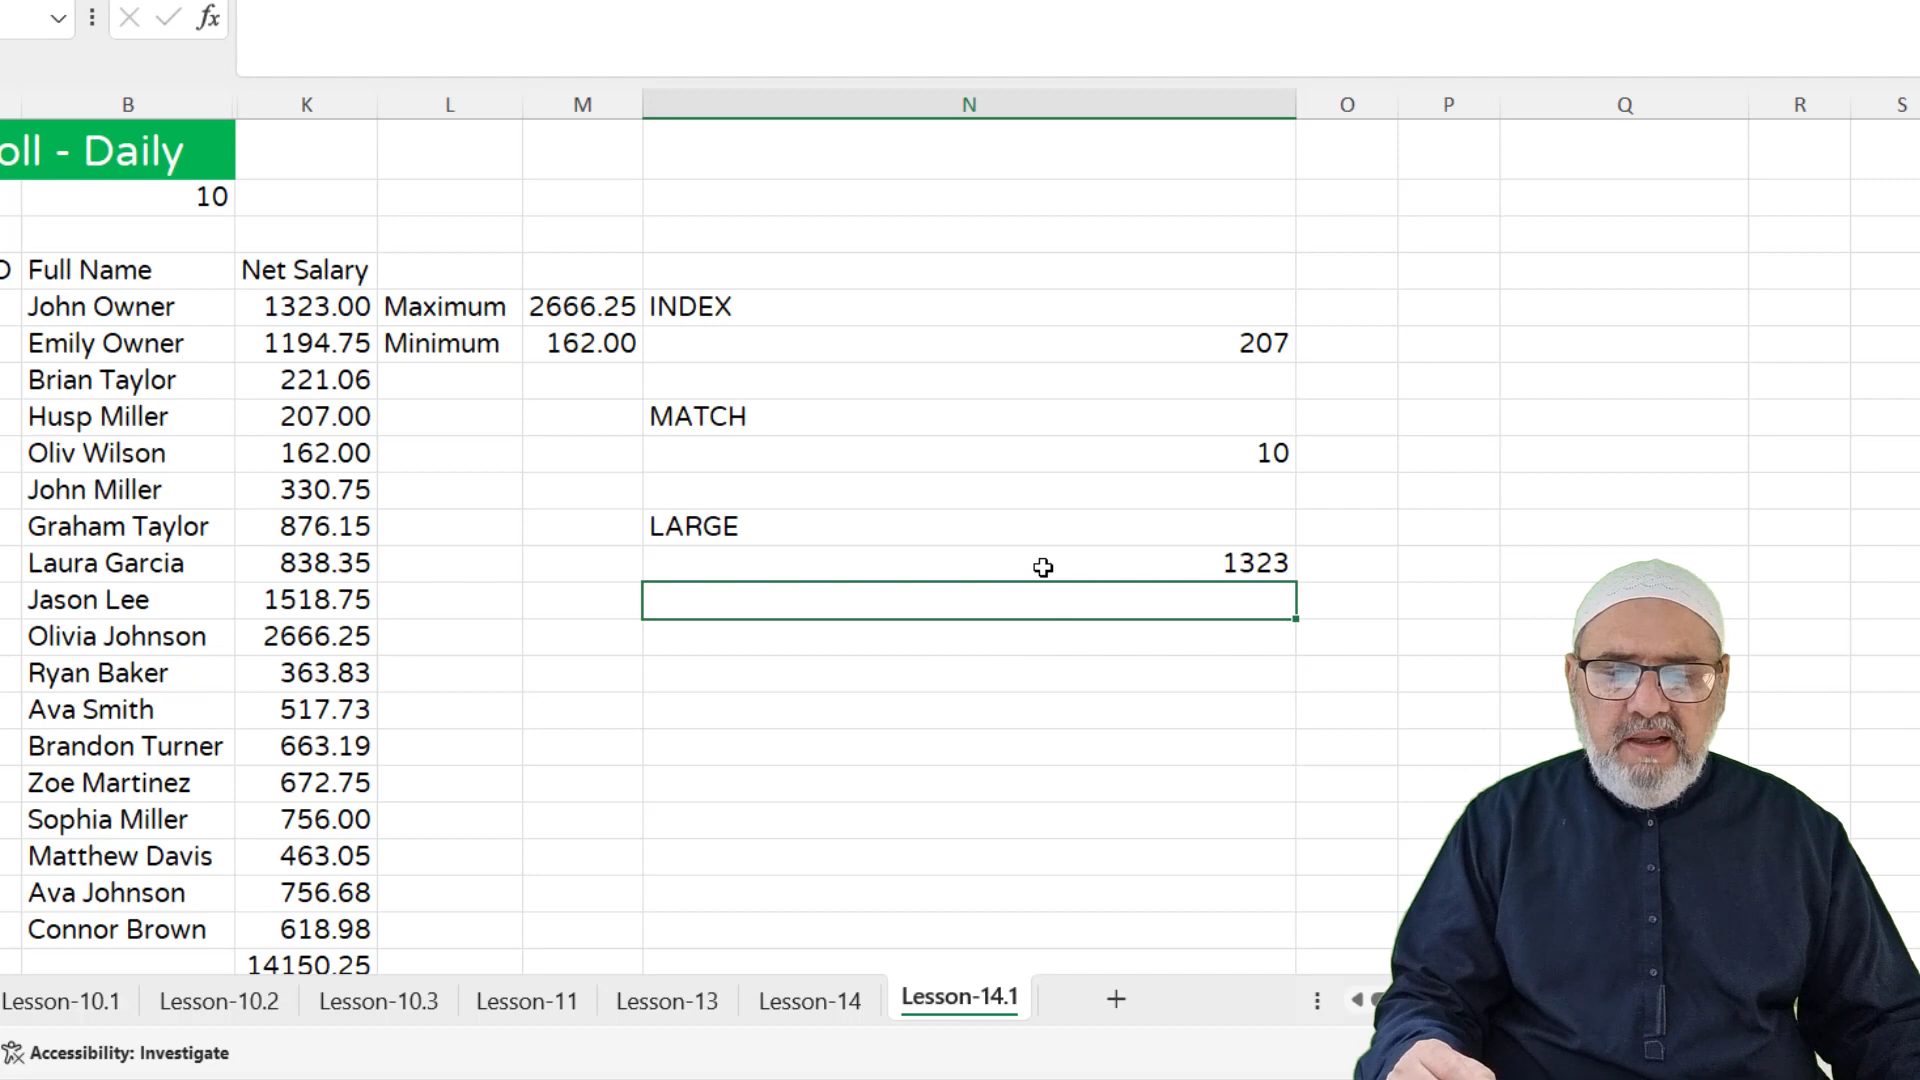 fx
B K L M N O P Q R S
oll - Daily
10
Full Name Net Salary
John Owner 1323.00 Maximum 2666.25 INDEX
Emily Owner 1194.75 Minimum 162.00 207
Brian Taylor 221.06
Husp Miller 207.00 MATCH
Oliv Wilson 162.00 10
John Miller 330.75
Graham Taylor 876.15 LARGE
Laura Garcia 838.35 1323
Jason Lee 1518.75
Olivia Johnson 2666.25
Ryan Baker 363.83
Ava Smith 517.73
Brandon Turner 663.19
Zoe Martinez 672.75
Sophia Miller 756.00
Matthew Davis 463.05
Ava Johnson 756.68
Connor Brown 618.98
14150.25
Lesson-10.1 Lesson-10.2 Lesson-10.3 Lesson-11 Lesson-13 Lesson-14 Lesson-14.1
Accessibility: Investigate